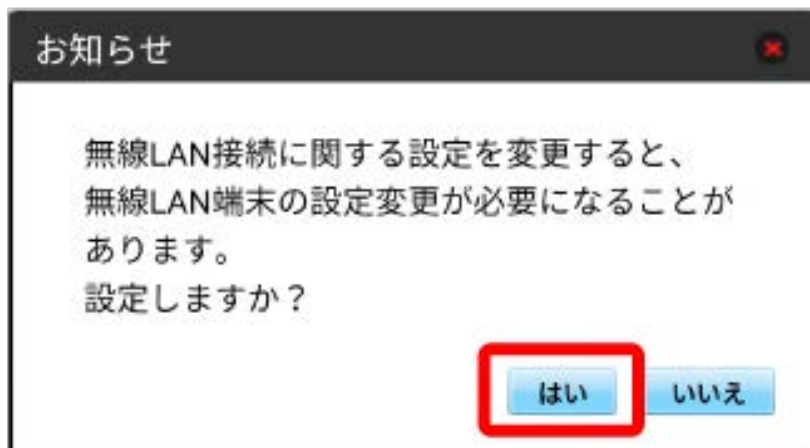 お知らせ
無線LAN接続に関する設定を変更すると、
無線LAN端末の設定変更が必要になることが
あります。
設定しますか？
はい いいえ